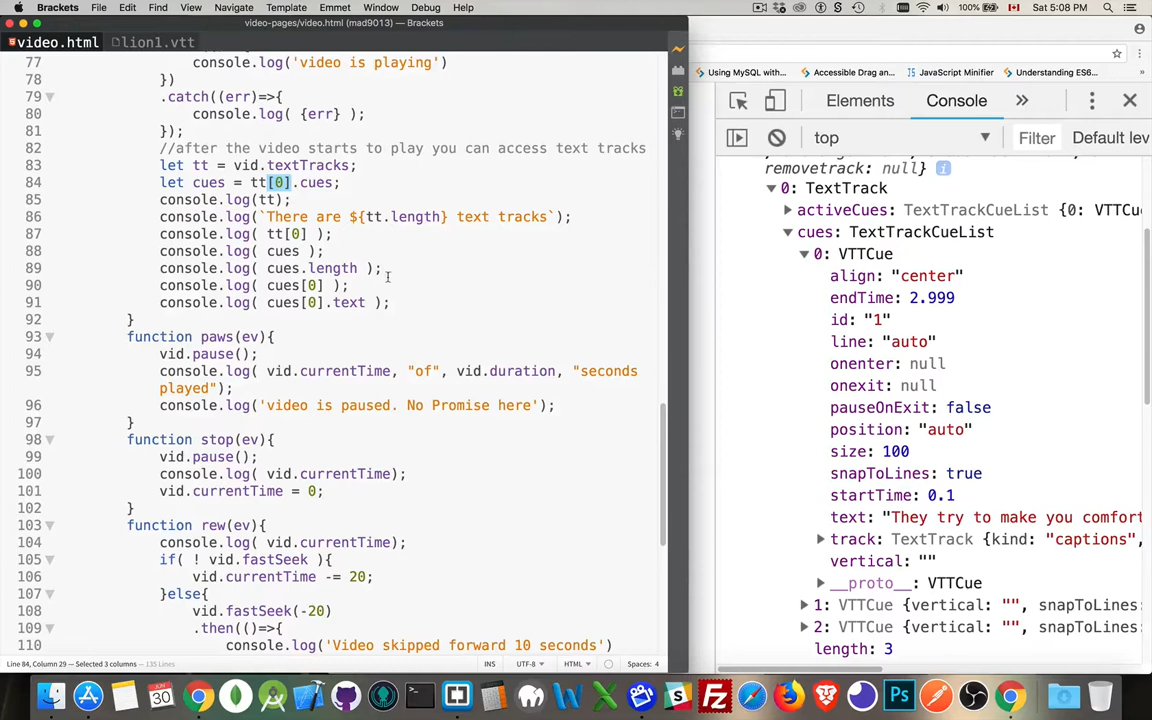 Brackets File Edit Find View Navigate Emmet Window Debug Help 100% Sat 5:08 PM
video-pages/video.html (mad9013) — Brackets
video.html lion1.vtt
77 console.log('video is playing')
78 })
79 .catch((err)=>{
80 console.log( {err} );
81 });
82 //after the video starts to play you can access text tracks
83 let tt = vid.textTracks;
84 let cues = tt[0].cues;
85 console.log(tt);
86 console.log(`There are ${tt.length} text tracks`);
87 console.log( tt[0] );
88 console.log( cues );
89 console.log( cues.length );
90 console.log( cues[0] );
91 console.log( cues[0].text );
92 }
93 function paws(ev){
94 vid.pause();
95 console.log( vid.currentTime, "of", vid.duration, "seconds
played");
96 console.log('video is paused. No Promise here');
97 }
98 function stop(ev){
99 vid.pause();
100 console.log( vid.currentTime);
101 vid.currentTime = 0;
102 }
103 function rew(ev){
104 console.log( vid.currentTime);
105 if( ! vid.fastSeek ){
106 vid.currentTime -= 20;
107 }else{
108 vid.fastSeek(-20)
109 .then(()=>{
110 console.log('Video skipped forward 10 seconds')
Line 84, Column 29 — Selected 3 columns — 135 Lines INS UTF-8 HTML Spaces: 4
Using MySQL with... Accessible Drag an... JavaScript Minifier Understanding ES6...
Elements Console
top Filter Default lev
removetrack: null}
0: TextTrack
activeCues: TextTrackCueList {0: VTTCu
cues: TextTrackCueList
0: VTTCue
align: "center"
endTime: 2.999
id: "1"
line: "auto"
onenter: null
onexit: null
pauseOnExit: false
position: "auto"
size: 100
snapToLines: true
startTime: 0.1
text: "They try to make you comfort
track: TextTrack {kind: "captions",
vertical: ""
__proto__: VTTCue
1: VTTCue {vertical: "", snapToLines:
2: VTTCue {vertical: "", snapToLines:
length: 3